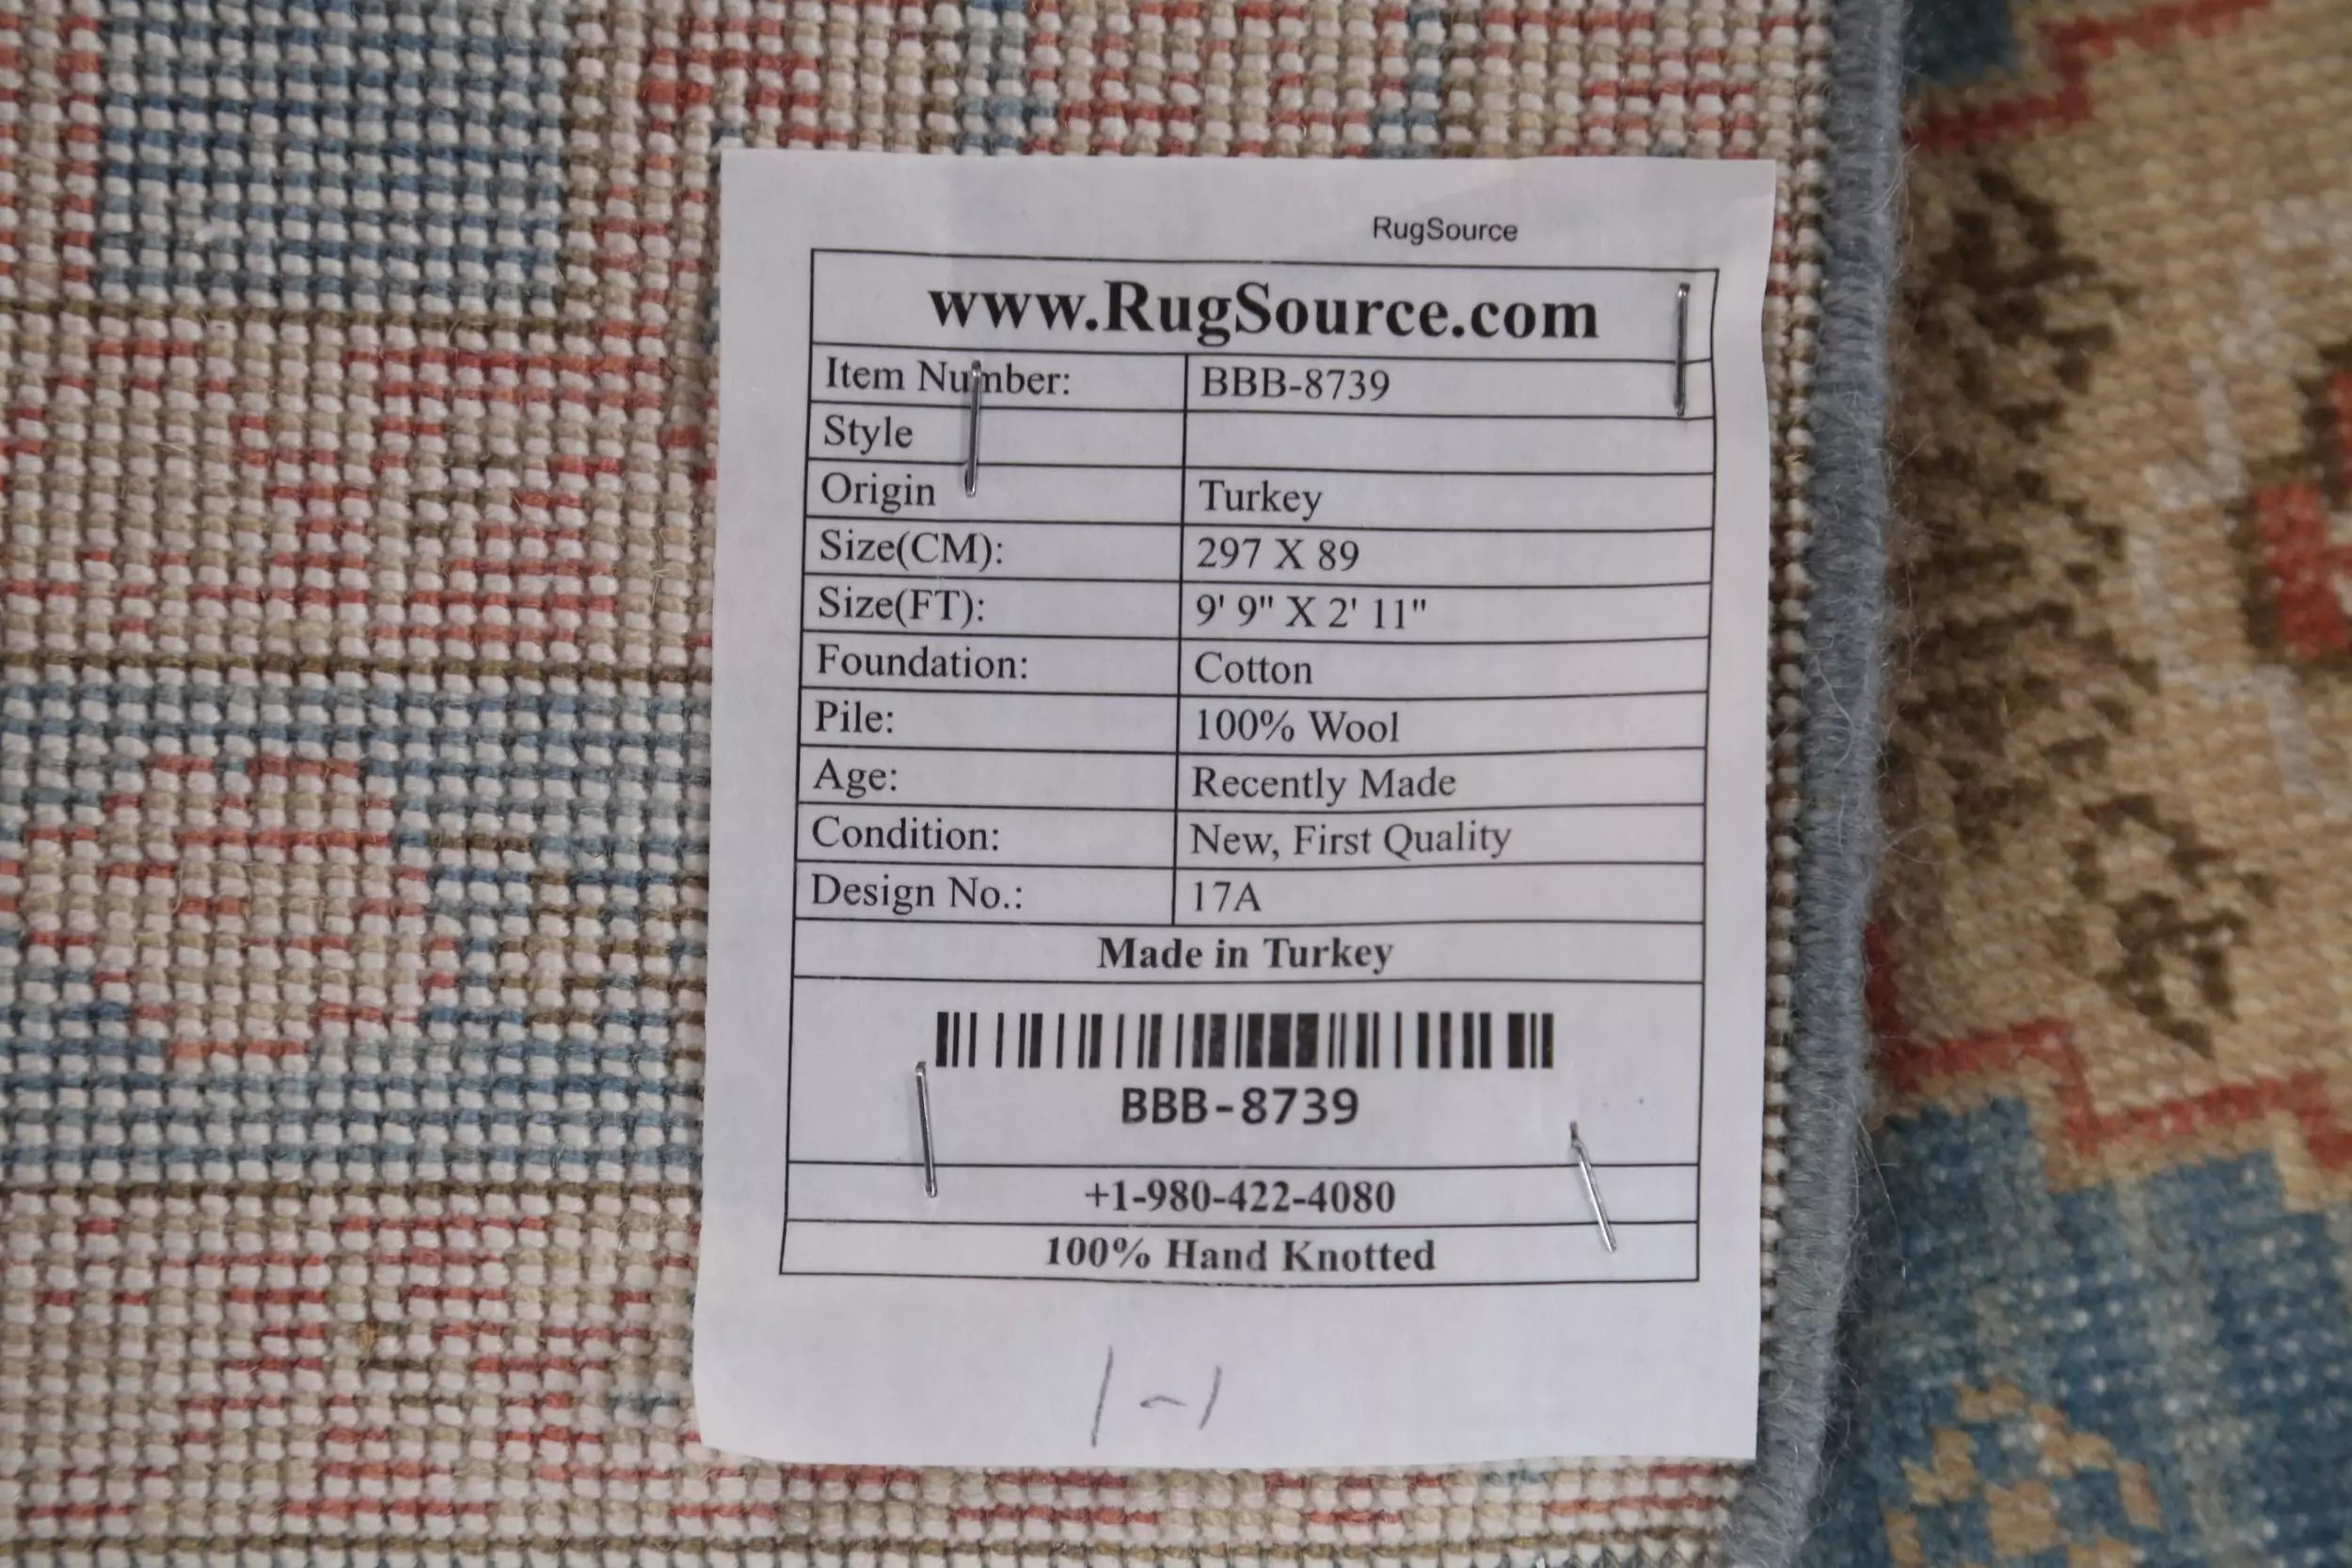 RugSource
www.RugSource.com
Item Number: BBB-8739
Style
Origin Turkey
Size(CM): 297 X 89
Size(FT): 9' 9" X 2' 11"
Foundation: Cotton
Pile: 100% Wool
Age: Recently Made
Condition: New, First Quality
Design No.: 17A
Made in Turkey
BBB-8739
+1-980-422-4080
100% Hand Knotted
1-1